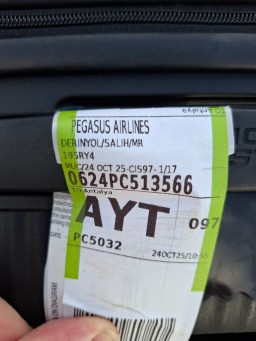 PEGASUS AIRLINES
DERINYOL/SALIH/MR
195RY4
MUC/24 OCT 25-CIS97- 1/17
0624PC513566
TO Antalya
AYT
097
PC5032
24OCT25/10